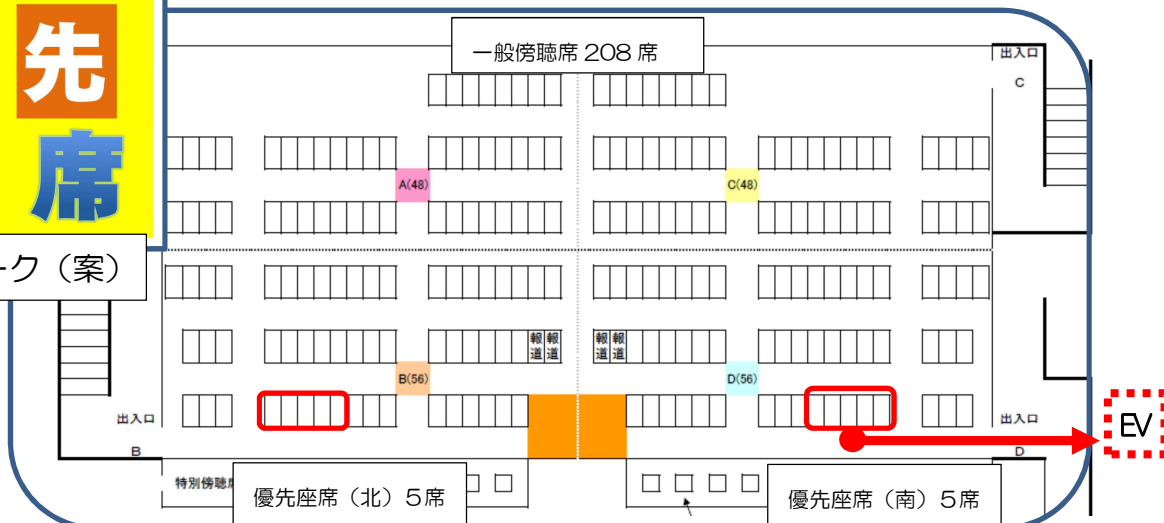 先
席
ーク（案）
一般傍聴席 208 席
出入口
C
A(48)
C(48)
報道
報道
報道
報道
B(56)
D(56)
出入口
B
出入口
D
EV
特別傍聴
優先座席（北）５席
優先座席（南）５席